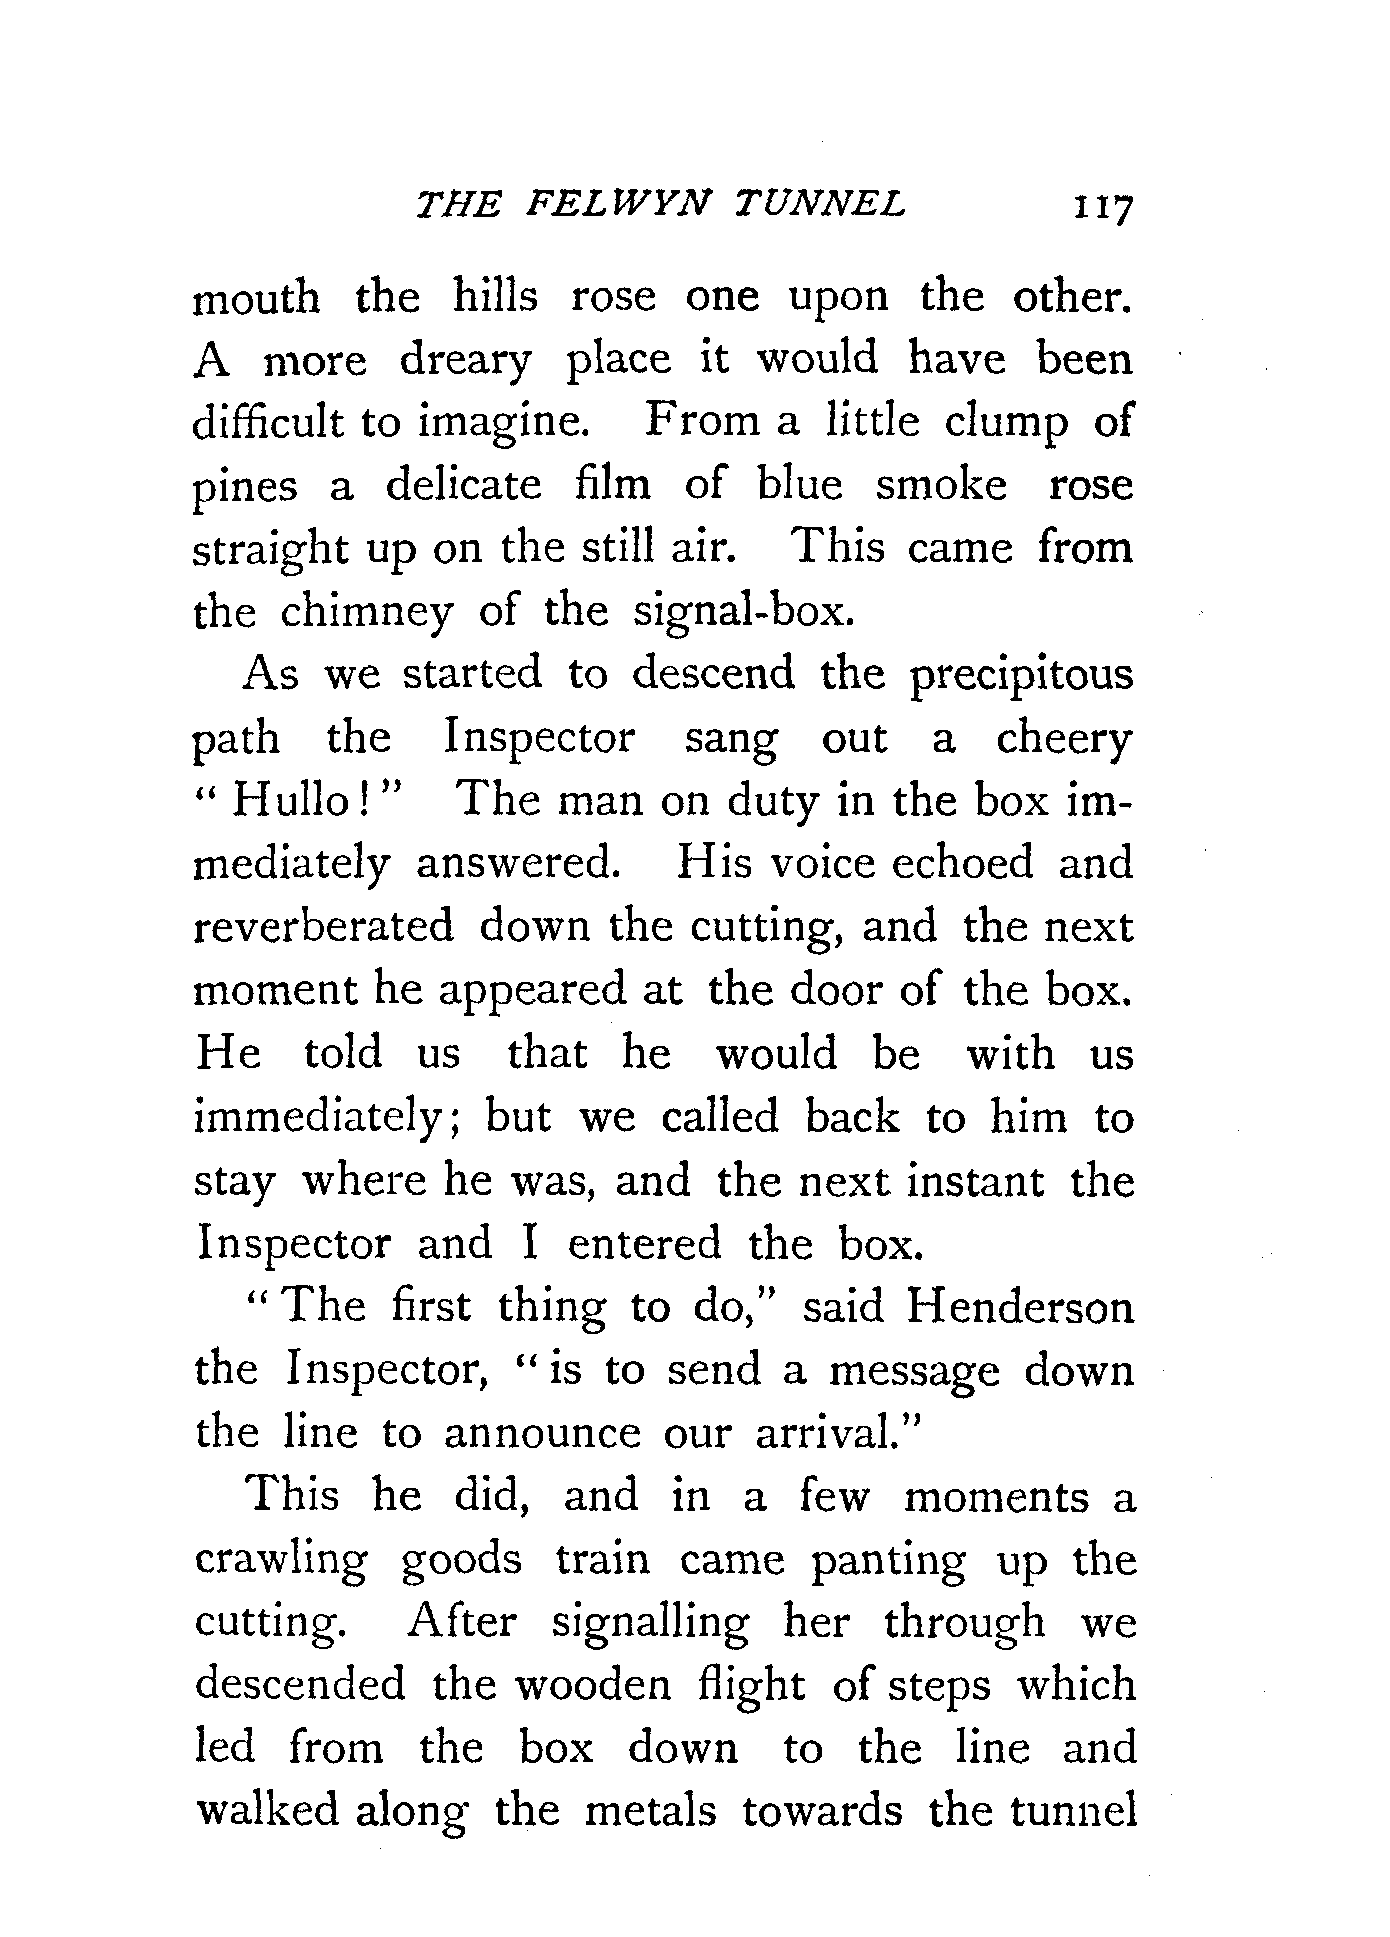 THE FELWYN TUNNEL 117
mouth the hills rose one upon the other.
A more dreary place it would have been
difficult to imagine. From a little clump of
pines a delicate film of blue smoke rose
straight up on the still air. This came from
the chimney of the signal-box.
As we started to descend the precipitous
path the Inspector sang out a cheery
“ Hullo ! ” The man on duty in the box im-
mediately answered. His voice echoed and
reverberated down the cutting, and the next
moment he appeared at the door of the box.
He told us that he would be with us
immediately; but we called back to him to
stay where he was, and the next instant the
Inspector and I entered the box.
“ The first thing to do,” said Henderson
the Inspector, “ is to send a message down
the line to announce our arrival.”
This he did, and in a few moments a
crawling goods train came panting up the
cutting. After signalling her through we
descended the wooden flight of steps which
led from the box down to the line and
walked along the metals towards the tunnel